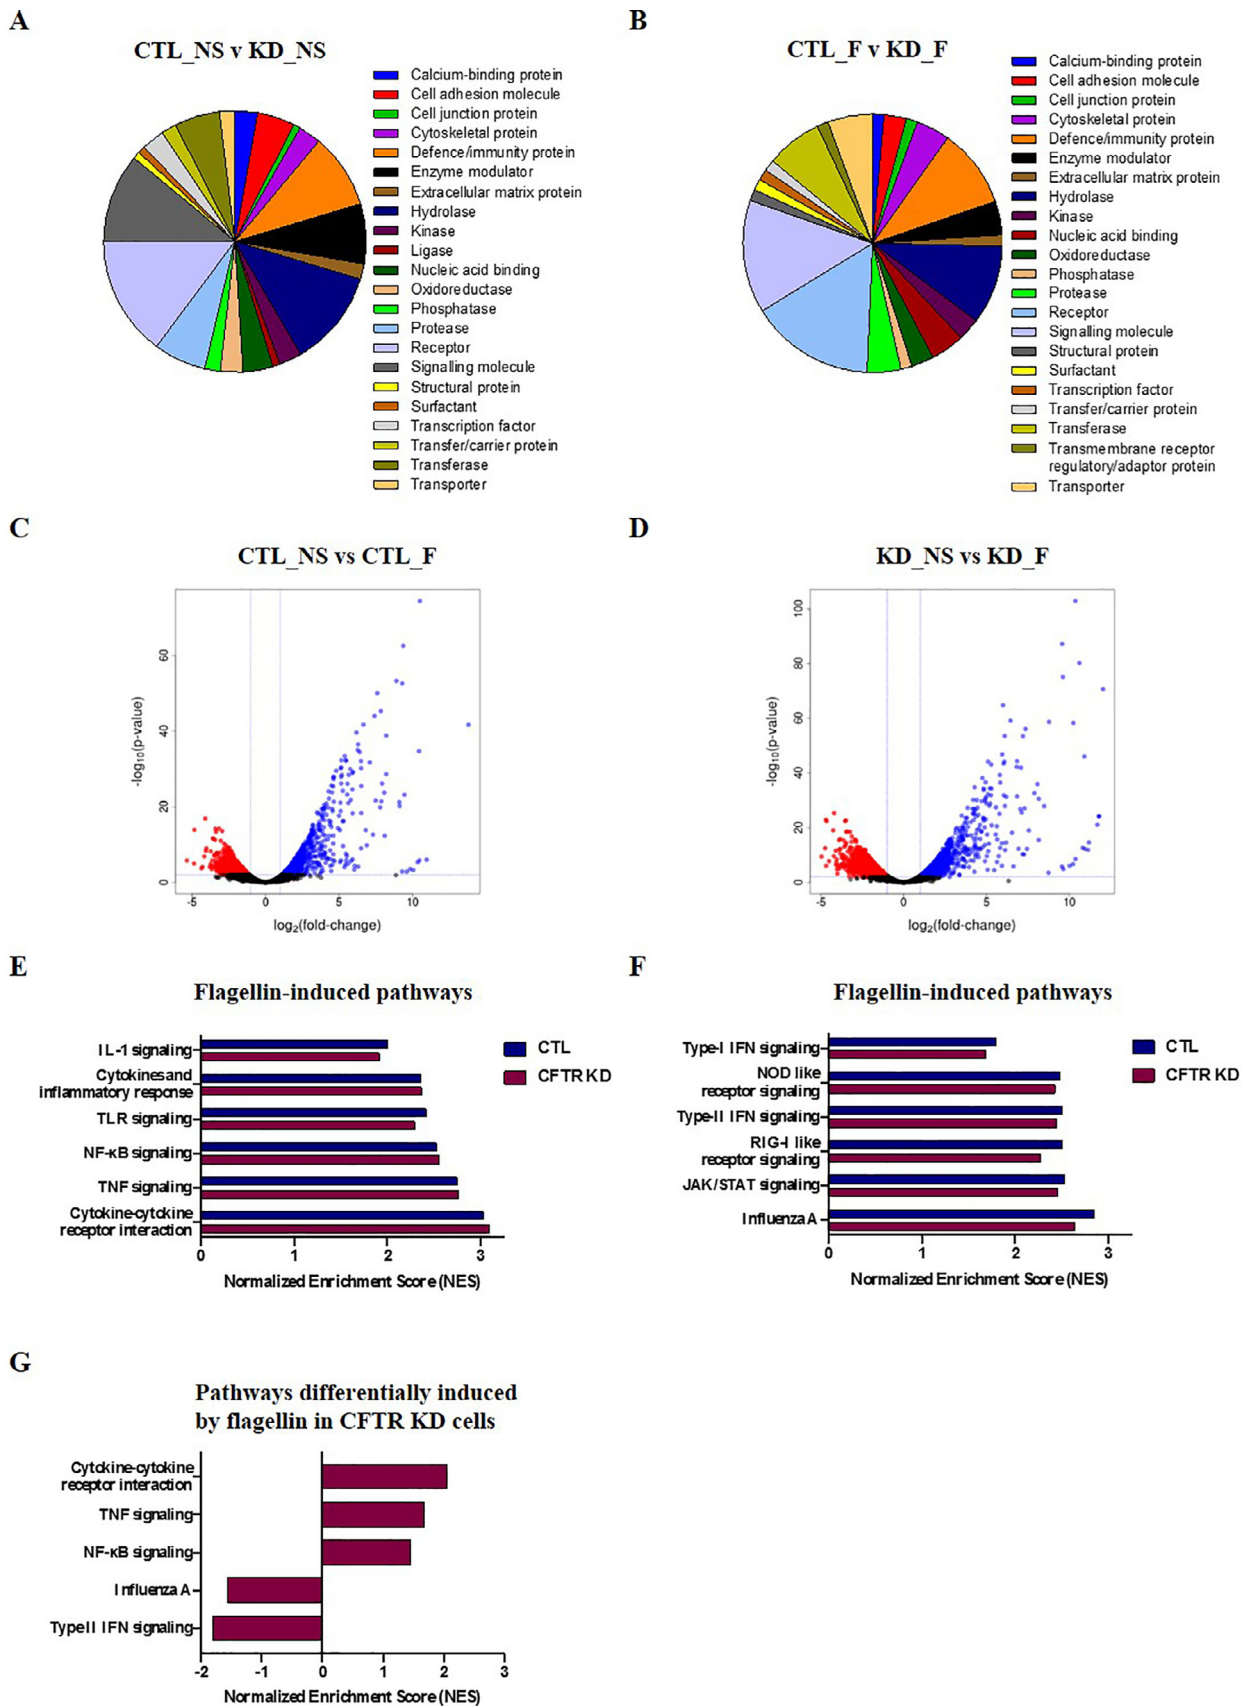 A
CTL_NS v KD_NS
Calcium-binding protein
Cell adhesion molecule
Cell junction protein
Cytoskeletal protein
Defence/immunity protein
Enzyme modulator
Extracellular matrix protein
Hydrolase
Kinase
Ligase
Nucleic acid binding
Oxidoreductase
Phosphatase
Protease
Receptor
Signalling molecule
Structural protein
Surfactant
Transcription factor
Transfer/carrier protein
Transferase
Transporter
B
CTL_F v KD_F
Calcium-binding protein
Cell adhesion molecule
Cell junction protein
Cytoskeletal protein
Defence/immunity protein
Enzyme modulator
Extracellular matrix protein
Hydrolase
Kinase
Nucleic acid binding
Oxidoreductase
Phosphatase
Protease
Receptor
Signalling molecule
Structural protein
Surfactant
Transcription factor
Transfer/carrier protein
Transferase
Transmembrane receptor
regulatory/adaptor protein
Transporter
C
CTL_NS vs CTL_F
-log10(p-value)
60
40
20
0
-5 0 5 10
log2(fold-change)
D
KD_NS vs KD_F
-log10(p-value)
100
80
60
40
20
0
-5 0 5 10
log2(fold-change)
E
Flagellin-induced pathways
IL-1 signaling
Cytokines and
inflammatory response
TLR signaling
NF-κB signaling
TNF signaling
Cytokine-cytokine
receptor interaction
0 1 2 3
Normalized Enrichment Score (NES)
CTL
CFTR KD
F
Flagellin-induced pathways
Type-I IFN signaling
NOD like
receptor signaling
Type-II IFN signaling
RIG-I like
receptor signaling
JAK/STAT signaling
Influenza A
0 1 2 3
Normalized Enrichment Score (NES)
CTL
CFTR KD
G
Pathways differentially induced
by flagellin in CFTR KD cells
Cytokine-cytokine
receptor interaction
TNF signaling
NF-κB signaling
Influenza A
Type II IFN signaling
-2 -1 0 1 2 3
Normalized Enrichment Score (NES)